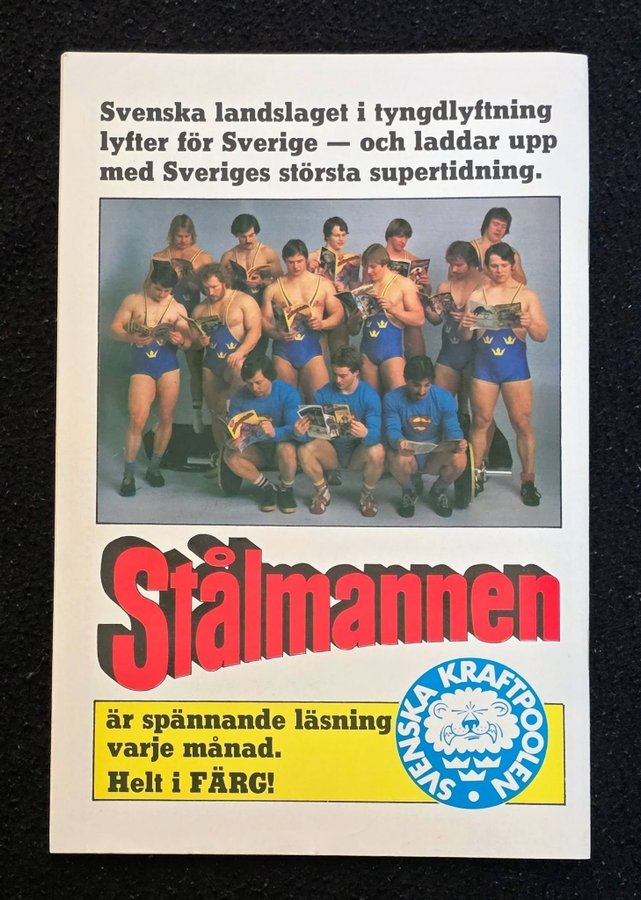 Svenska landslaget i tyngdlyftning
lyfter för Sverige — och laddar upp
med Sveriges största supertidning.
Stålmannen
är spännande läsning
varje månad.
Helt i FÄRG!
SVENSKA KRAFTPOOLEN